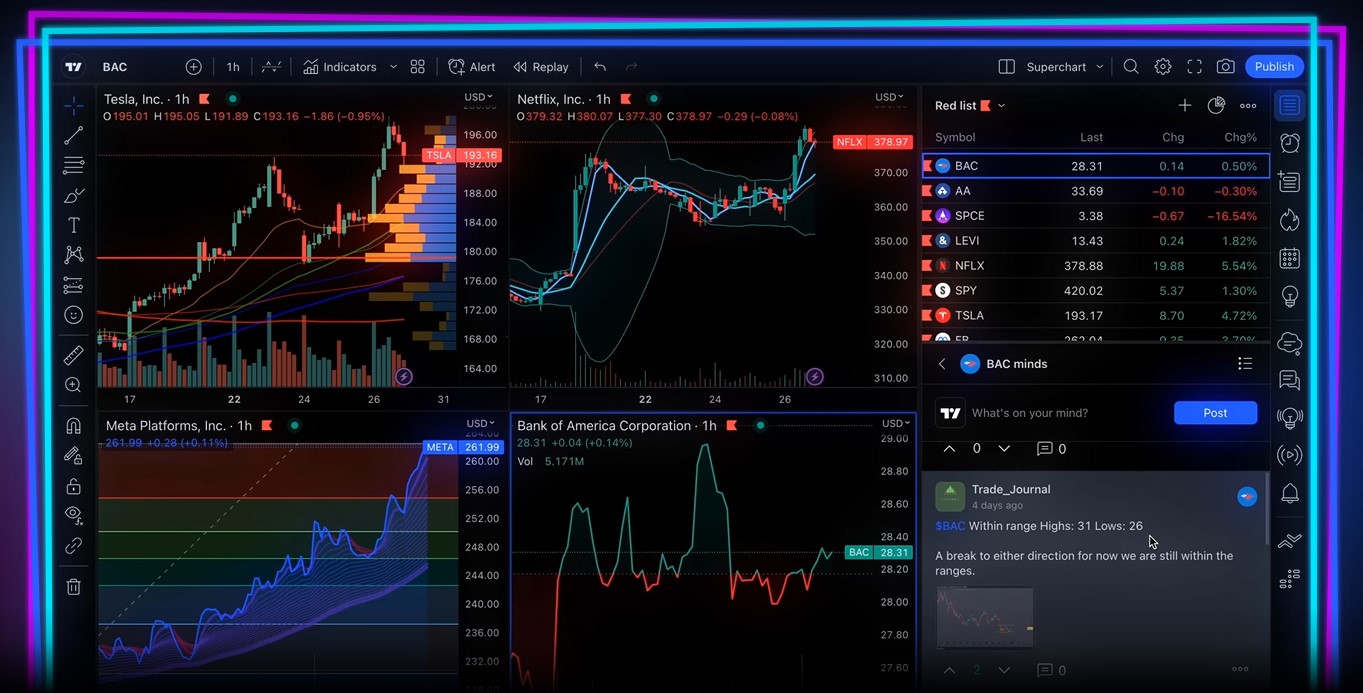 BAC
1h
Indicators
Alert
Replay
Superchart
Publish
Tesla, Inc. · 1h
USD
O195.01 H195.05 L191.89 C193.16 −1.86 (−0.95%)
196.00
TSLA 193.16
192.00
188.00
184.00
180.00
176.00
172.00
168.00
164.00
17 22 24 26 31
Netflix, Inc. · 1h
USD
O379.32 H380.07 L377.30 C378.97 −0.29 (−0.08%)
NFLX 378.97
370.00
360.00
350.00
340.00
330.00
320.00
310.00
17 22 24 26
Meta Platforms, Inc. · 1h
USD
261.99 +0.28 (+0.11%)
264.00
META 261.99
260.00
256.00
252.00
248.00
244.00
240.00
236.00
232.00
Bank of America Corporation · 1h
USD
28.31 +0.04 (+0.14%)
Vol 5.171M
29.00
28.80
28.40
BAC 28.31
28.20
28.00
27.80
27.60
Red list
Symbol Last Chg Chg%
BAC 28.31 0.14 0.50%
AA 33.69 −0.10 −0.30%
SPCE 3.38 −0.67 −16.54%
LEVI 13.43 0.24 1.82%
NFLX 378.88 19.88 5.54%
SPY 420.02 5.37 1.30%
TSLA 193.17 8.70 4.72%
BAC minds
What's on your mind?
Post
0 0
Trade_Journal
4 days ago
$BAC Within range Highs: 31 Lows: 26
A break to either direction for now we are still within the
ranges.
2 0